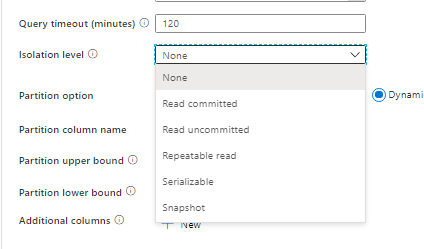 Query timeout (minutes)
120
Isolation level
None
None
Read committed
Read uncommitted
Repeatable read
Serializable
Snapshot
Partition option
Dynami
Partition column name
Partition upper bound
Partition lower bound
Additional columns
New